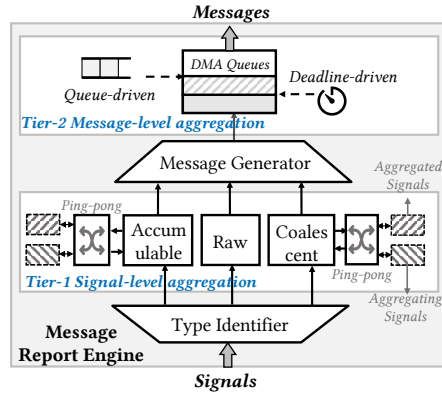 Messages
DMA Queues
Queue-driven
Deadline-driven
Tier-2 Message-level aggregation
Message Generator
Aggregated
Signals
Ping-pong
Accum
ulable
Raw
Coales
cent
Ping-pong
Tier-1 Signal-level aggregation
Aggregating
Signals
Type Identifier
Message
Report Engine
Signals